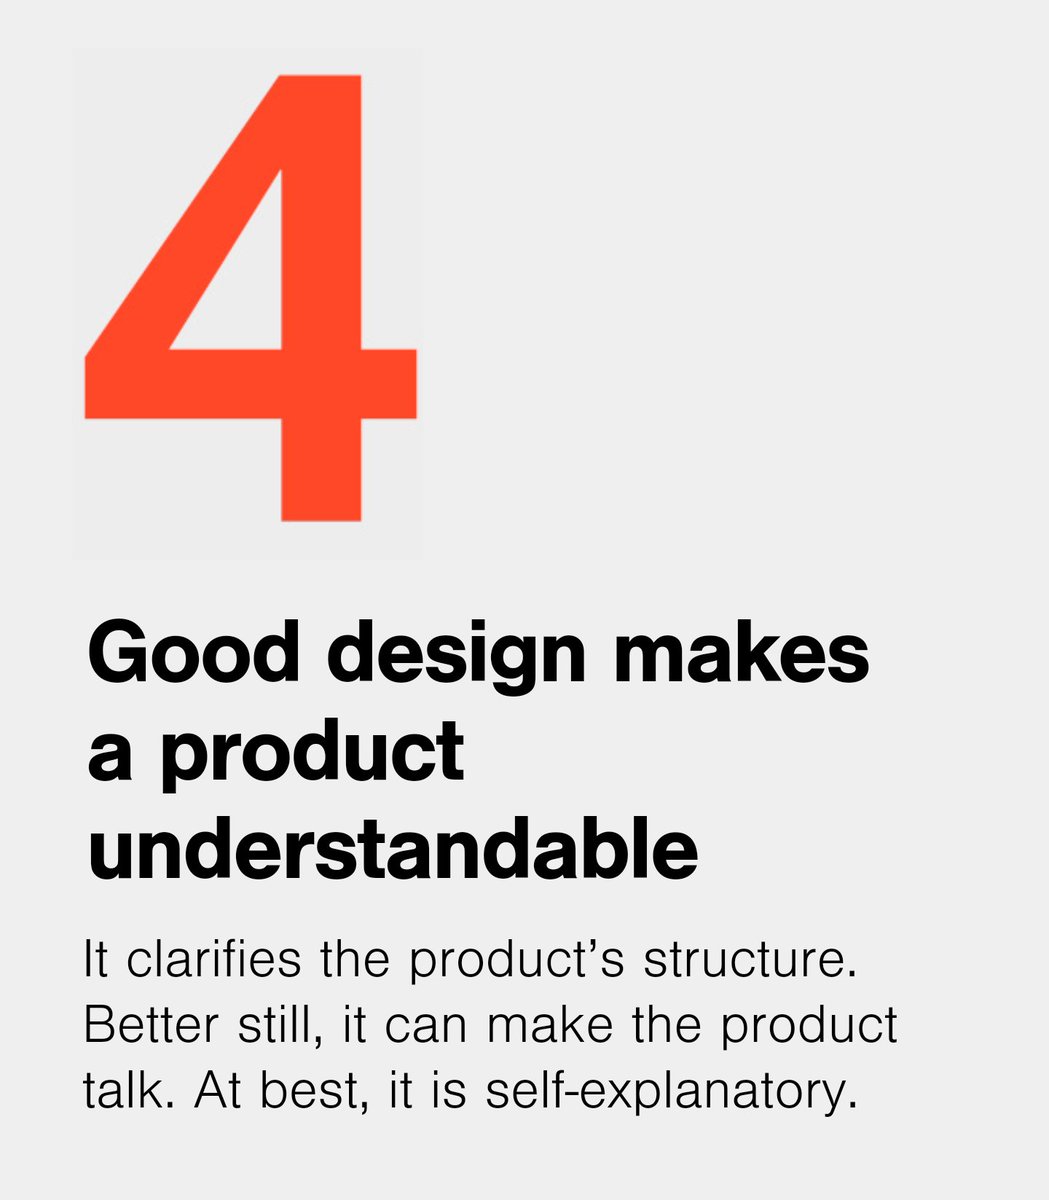 4
Good design makes
a product
understandable
It clarifies the product’s structure.
Better still, it can make the product
talk. At best, it is self-explanatory.